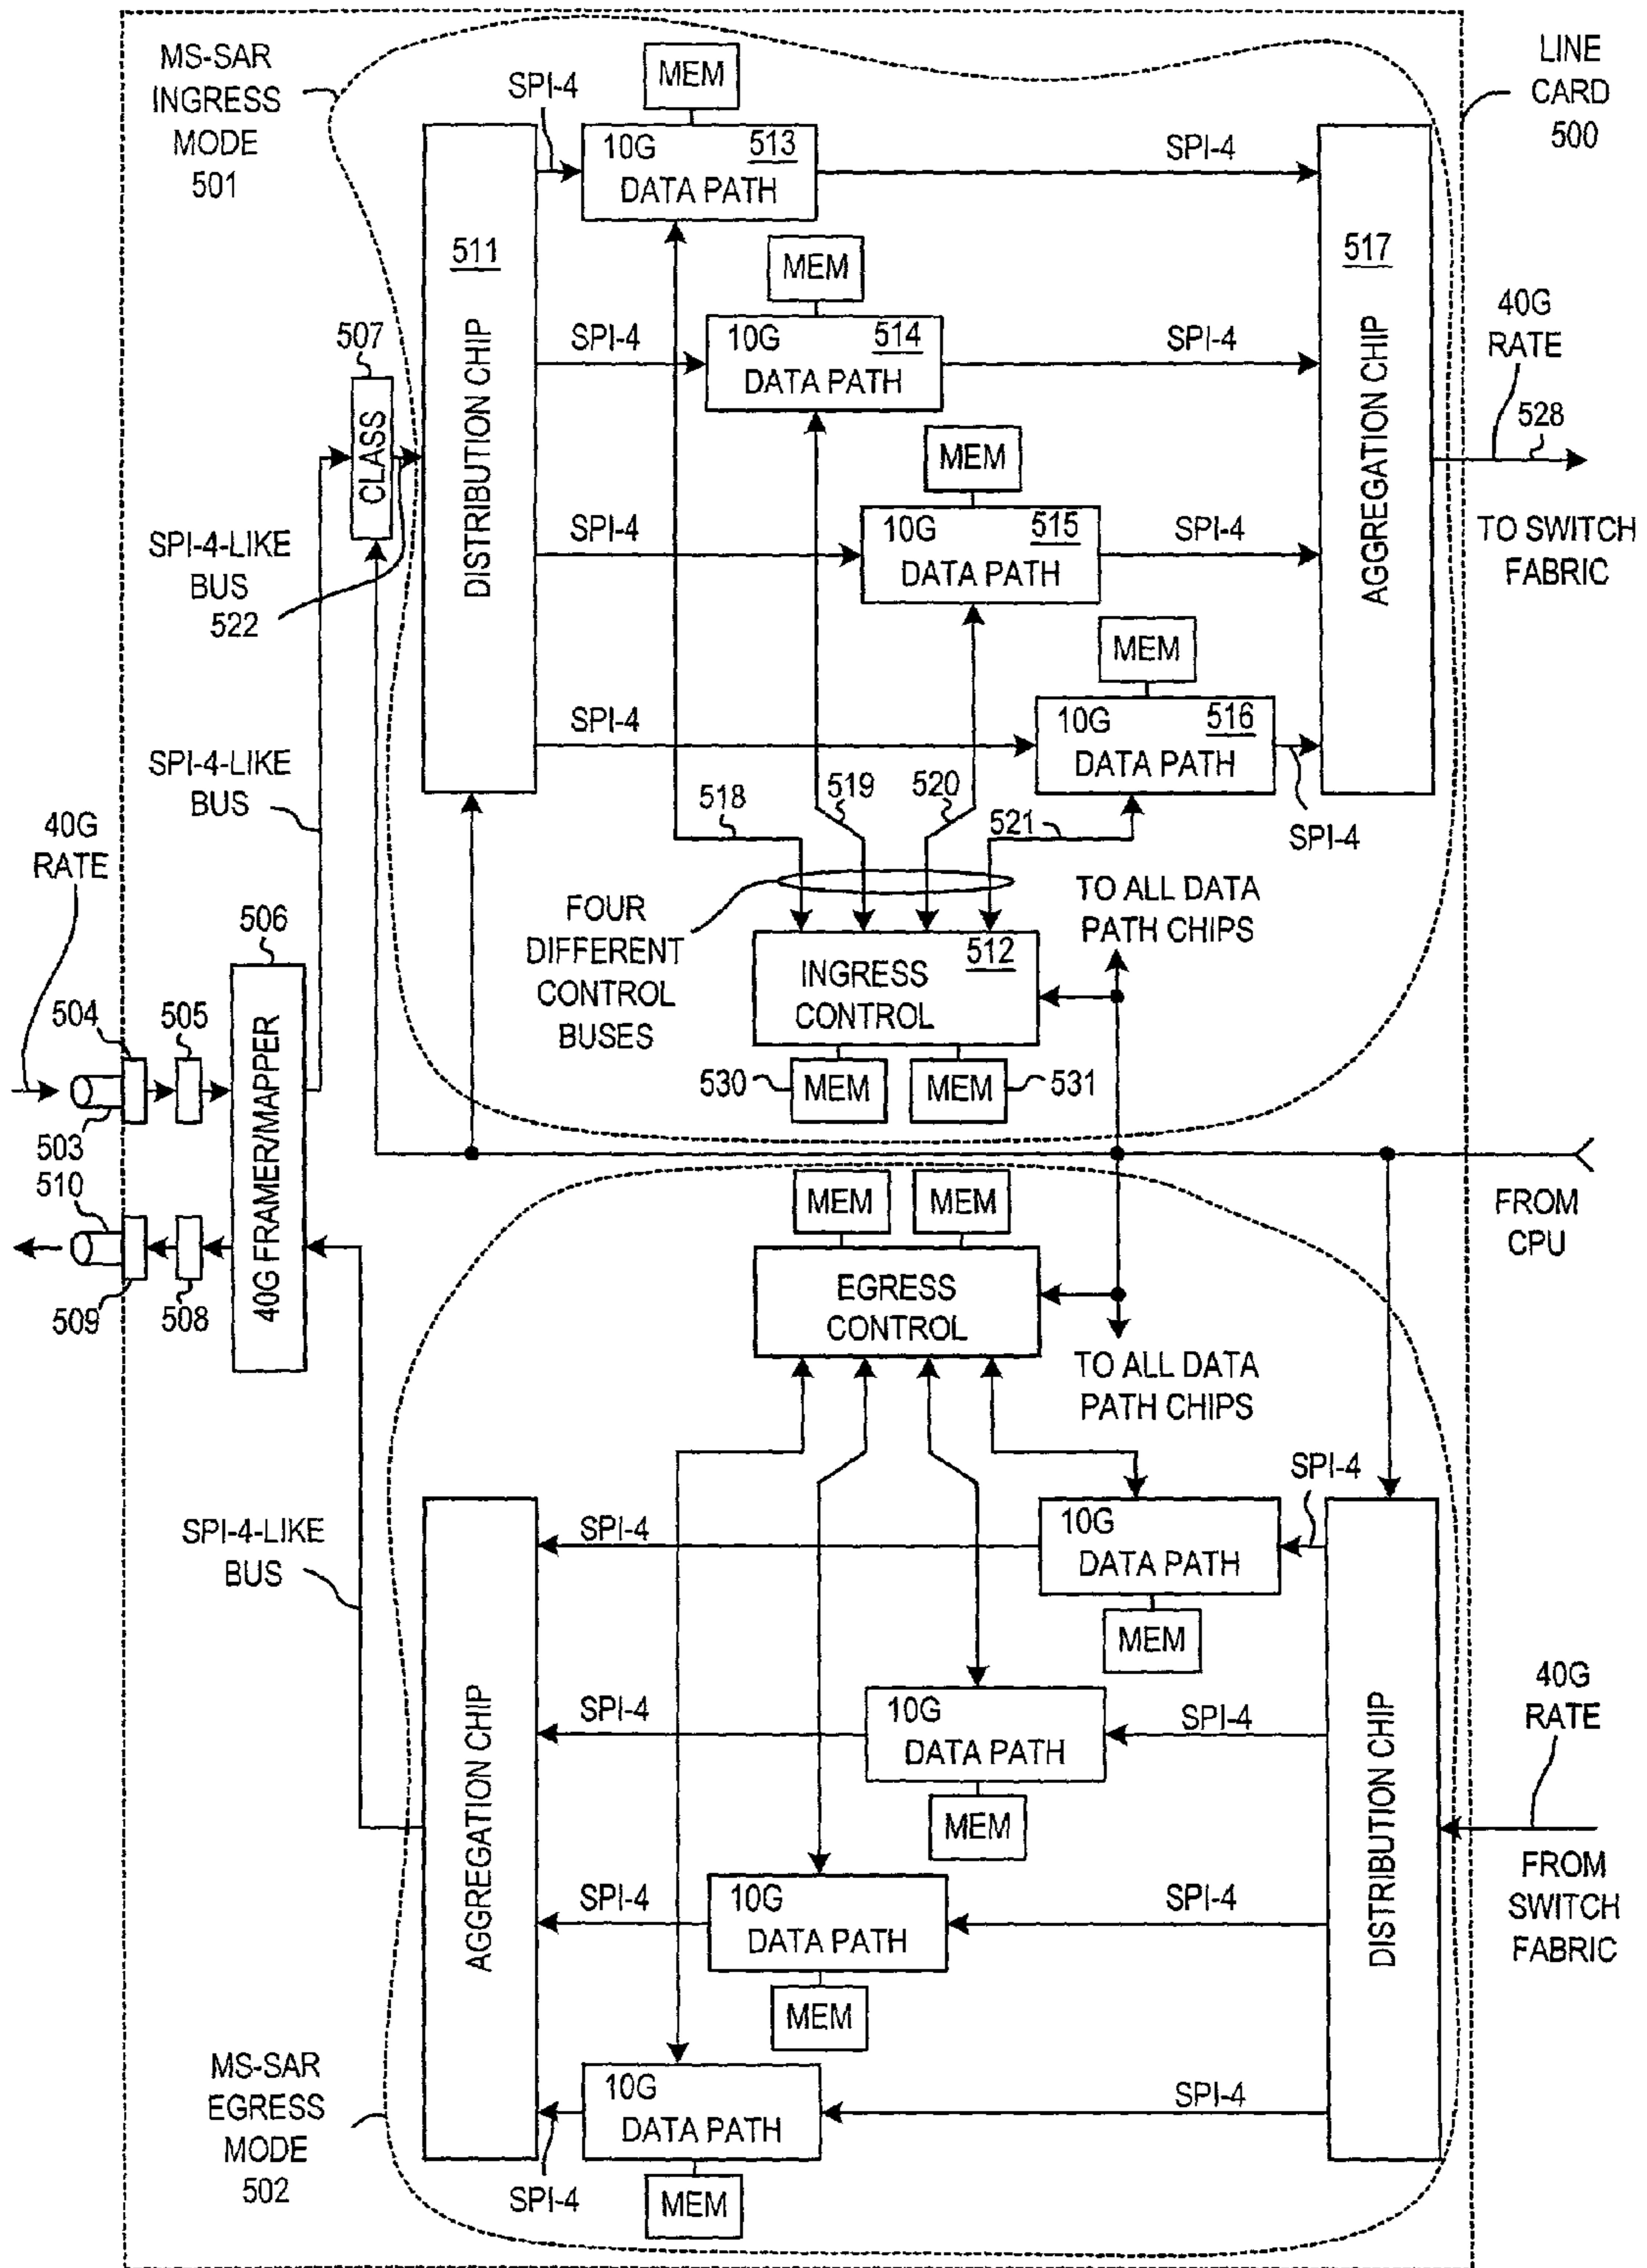 MS-SAR
INGRESS
MODE
501
LINE
CARD
500
SPI-4
MEM
10G 513
DATA PATH
SPI-4
511
DISTRIBUTION CHIP
517
AGGREGATION CHIP
MEM
SPI-4
10G 514
DATA PATH
SPI-4
40G
RATE
528
TO SWITCH
FABRIC
507
CLASS
SPI-4-LIKE
BUS
522
MEM
SPI-4
10G 515
DATA PATH
SPI-4
MEM
SPI-4
10G 516
DATA PATH
SPI-4
SPI-4-LIKE
BUS
518
519
520
521
40G
RATE
FOUR
DIFFERENT
CONTROL
BUSES
TO ALL DATA
PATH CHIPS
512
INGRESS
CONTROL
530
MEM
MEM
531
506
40G FRAMER/MAPPER
504
505
503
510
509
508
FROM
CPU
MEM
MEM
EGRESS
CONTROL
TO ALL DATA
PATH CHIPS
SPI-4-LIKE
BUS
AGGREGATION CHIP
DISTRIBUTION CHIP
SPI-4
10G
DATA PATH
SPI-4
MEM
SPI-4
10G
DATA PATH
SPI-4
MEM
40G
RATE
FROM
SWITCH
FABRIC
SPI-4
10G
DATA PATH
SPI-4
MEM
MS-SAR
EGRESS
MODE
502
10G
DATA PATH
SPI-4
SPI-4
MEM